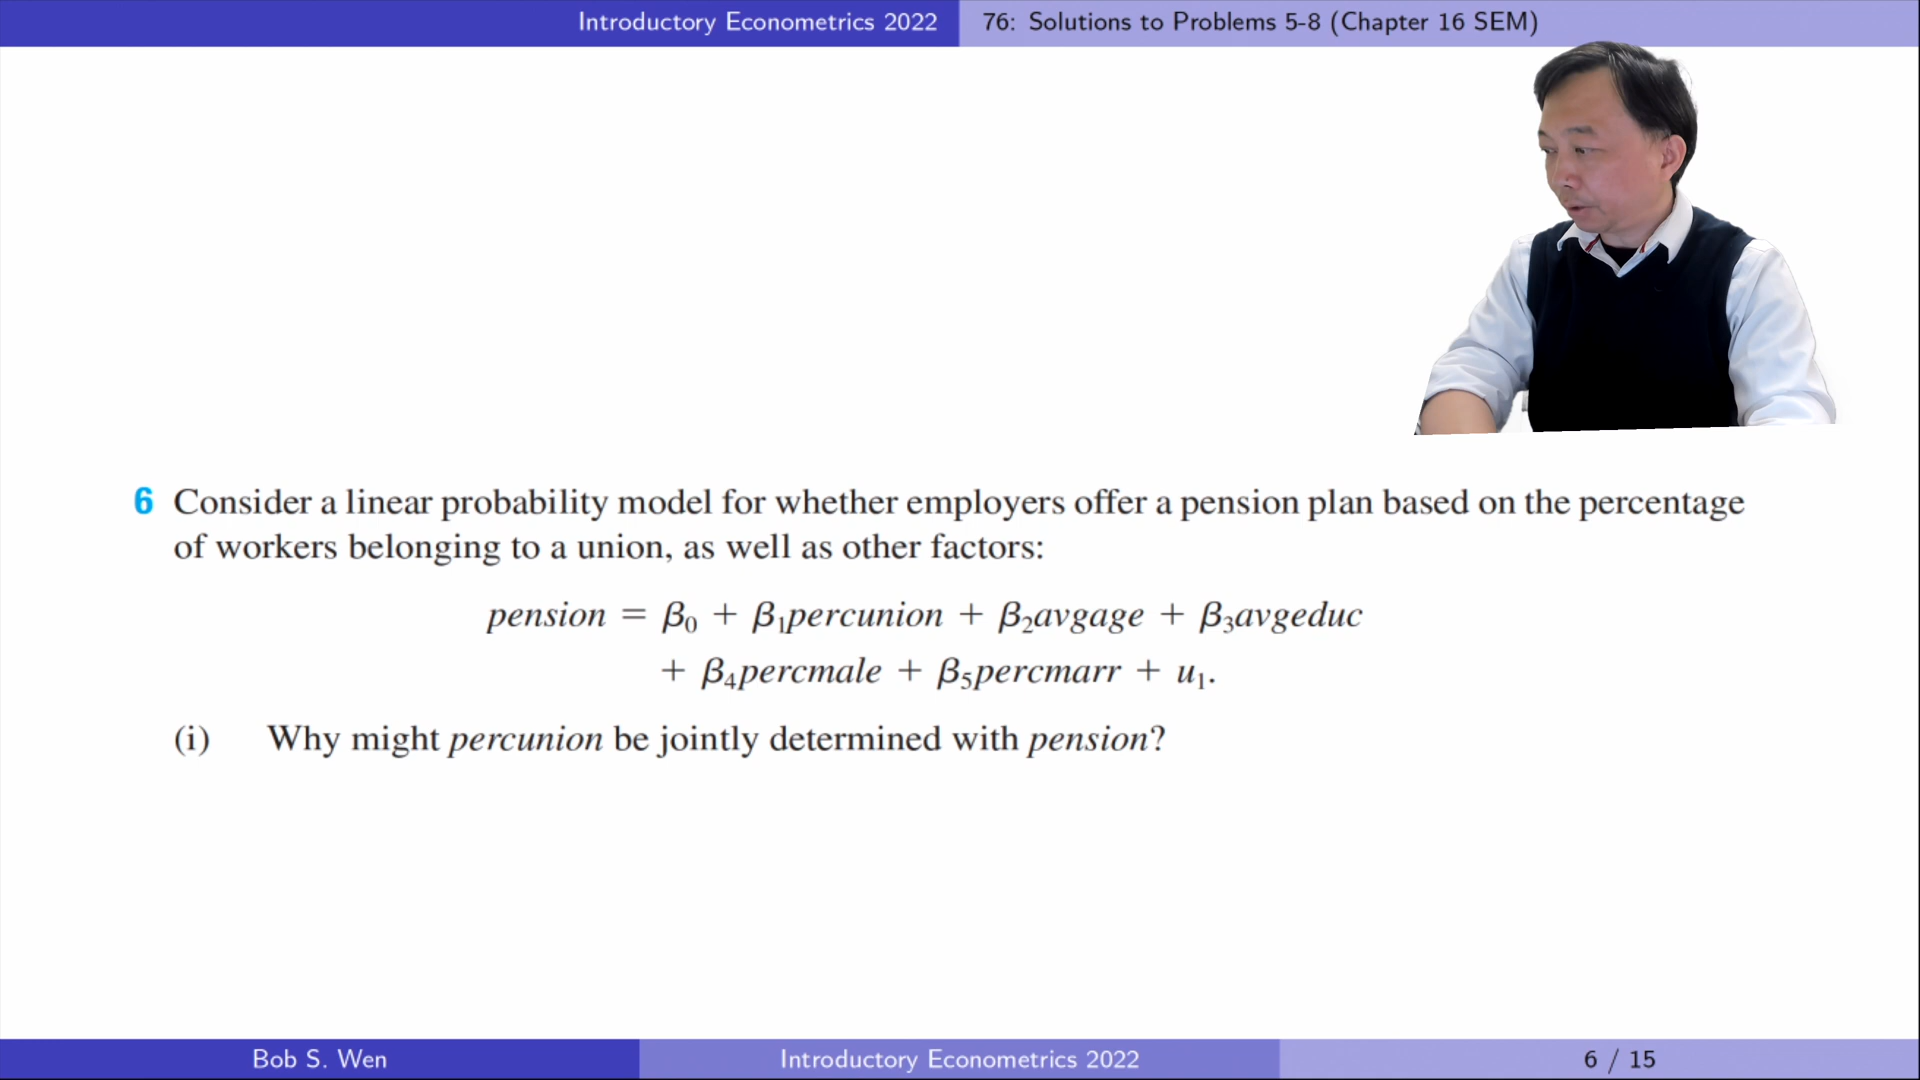 Introductory Econometrics 2022 76: Solutions to Problems 5-8 (Chapter 16 SEM)
6 Consider a linear probability model for whether employers offer a pension plan based on the percentage
of workers belonging to a union, as well as other factors:
pension = β₀ + β₁percunion + β₂avgage + β₃avgeduc
+ β₄percmale + β₅percmarr + u₁.
(i) Why might percunion be jointly determined with pension?
Bob S. Wen Introductory Econometrics 2022 6 / 15